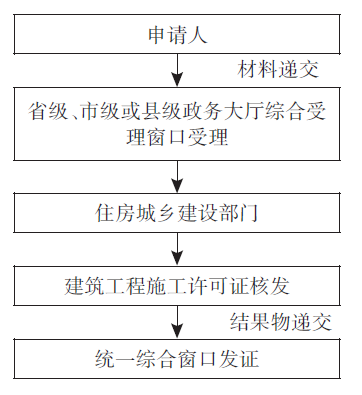 申请人
材料递交
省级、市级或县级政务大厅综合受
理窗口受理
住房城乡建设部门
建筑工程施工许可证核发
结果物递交
统一综合窗口发证